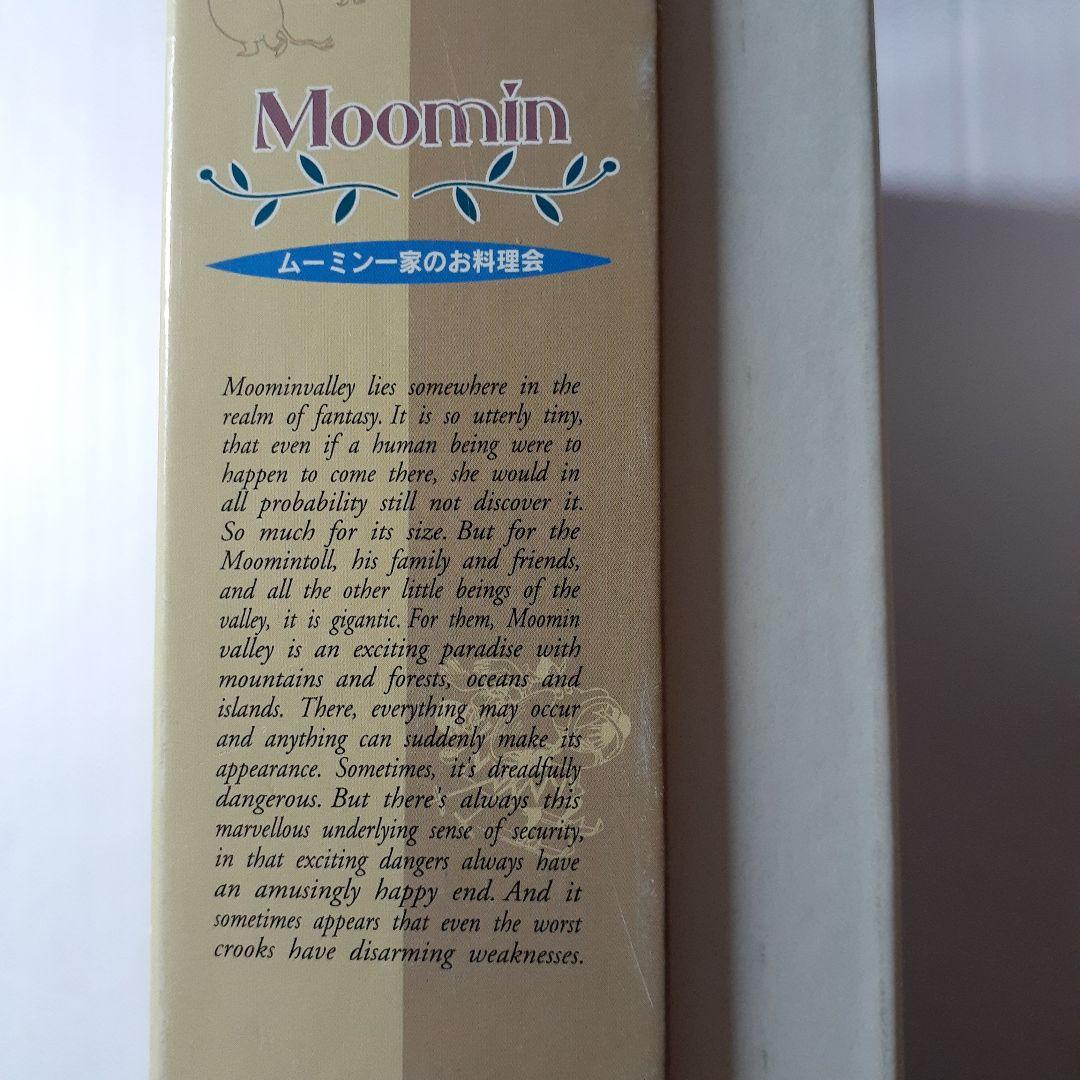 Moomin
ムーミン一家のお料理会
Moominvalley lies somewhere in the
realm of fantasy. It is so utterly tiny,
that even if a human being were to
happen to come there, she would in
all probability still not discover it.
So much for its size. But for the
Moomintoll, his family and friends,
and all the other little beings of the
valley, it is gigantic. For them, Moomin
valley is an exciting paradise with
mountains and forests, oceans and
islands. There, everything may occur
and anything can suddenly make its
appearance. Sometimes, it's dreadfully
dangerous. But there's always this
marvellous underlying sense of security,
in that exciting dangers always have
an amusingly happy end. And it
sometimes appears that even the worst
crooks have disarming weaknesses.